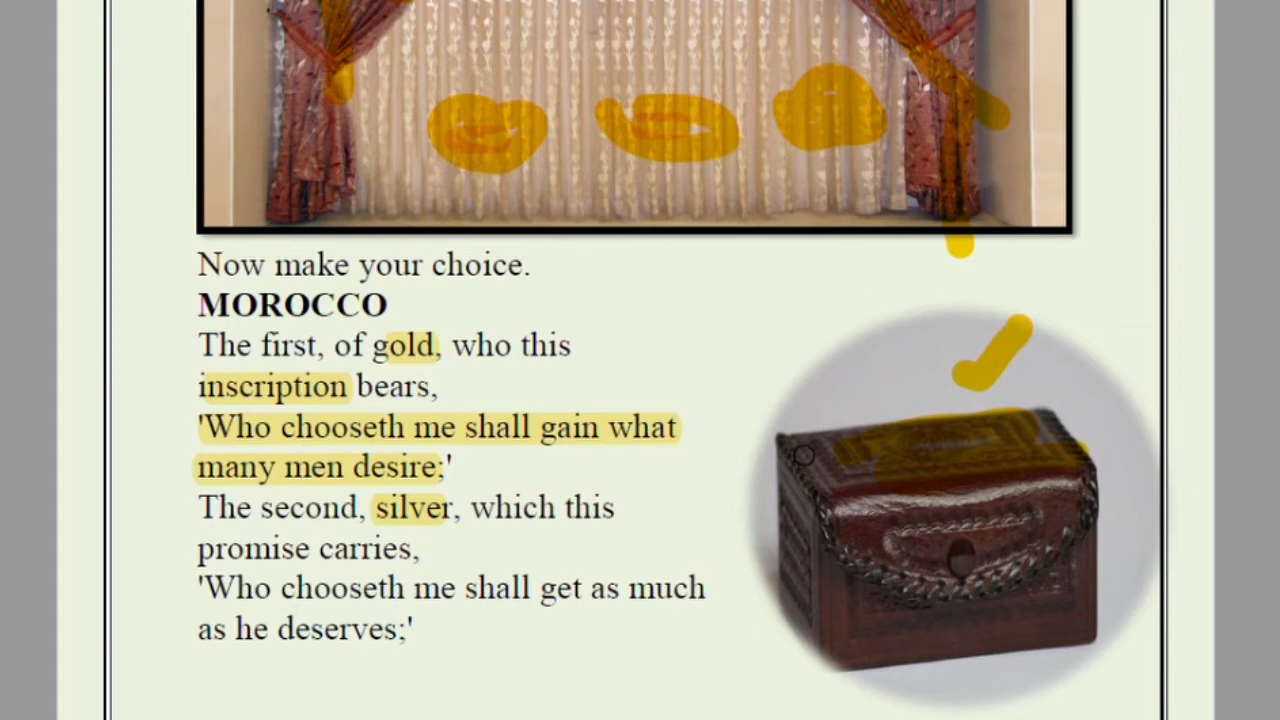 Now make your choice.
MOROCCO
The first, of gold, who this
inscription bears,
'Who chooseth me shall gain what
many men desire;'
The second, silver, which this
promise carries,
'Who chooseth me shall get as much
as he deserves;'